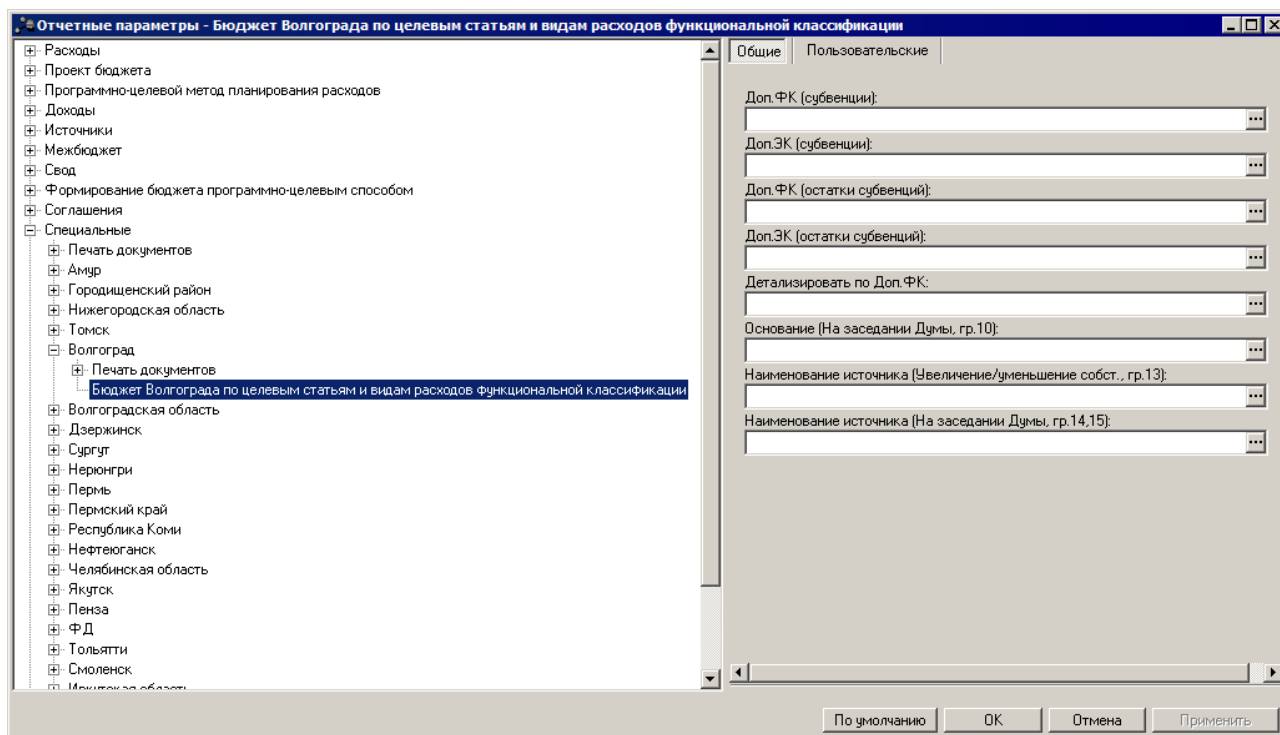 Отчетные параметры - Бюджет Волгограда по целевым статьям и видам расходов функциональной классификации
Расходы
Проект бюджета
Программно-целевой метод планирования расходов
Доходы
Источники
Межбюджет
Свод
Формирование бюджета программно-целевым способом
Соглашения
Специальные
Печать документов
Амур
Городищенский район
Нижегородская область
Томск
Волгоград
Печать документов
Бюджет Волгограда по целевым статьям и видам расходов функциональной классификации
Волгоградская область
Дзержинск
Сургут
Нерюнгри
Пермь
Пермский край
Республика Коми
Нефтеюганск
Челябинская область
Якутск
Пенза
ФД
Тольятти
Смоленск
Иркутская область
Общие Пользовательские
Доп.ФК (субвенции):
Доп.ЭК (субвенции):
Доп.ФК (остатки субвенций):
Доп.ЭК (остатки субвенций):
Детализировать по Доп.ФК:
Основание (На заседании Думы, гр.10):
Наименование источника (Увеличение/уменьшение собст., гр.13):
Наименование источника (На заседании Думы, гр.14,15):
По умолчанию OK Отмена Применить